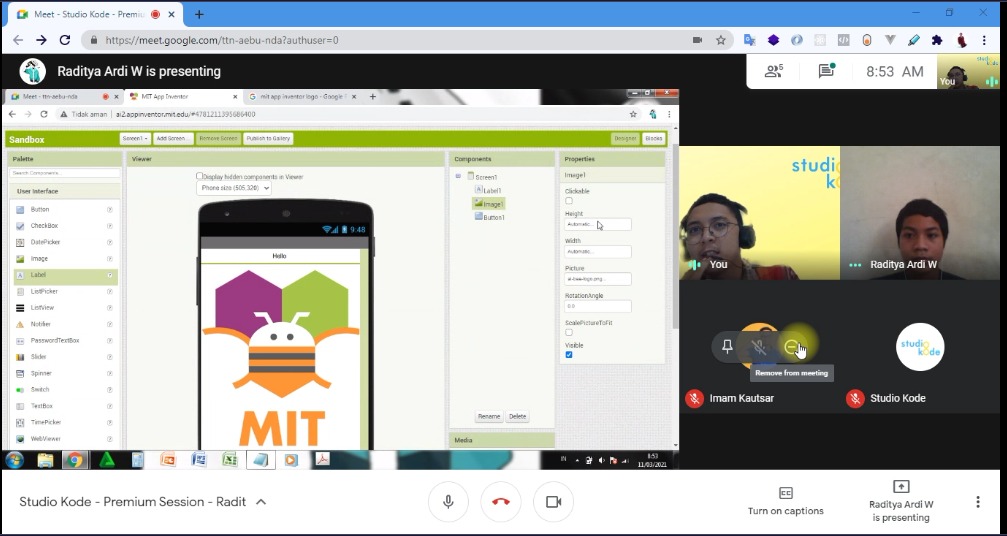 Meet - Studio Kode - Premiu
https://meet.google.com/ttn-aebu-nda?authuser=0
Raditya Ardi W is presenting
5
8:53 AM
studi
kode
You
Meet - ttn-aebu-nda
MIT App Inventor
mit app inventor logo - Google
Tidak aman
ai2.appinventor.mit.edu/#4781211395686400
Sandbox
Screen1
Add Screen...
Remove Screen
Publish to Gallery
Designer
Blocks
Palette
Search Components...
User Interface
Button
CheckBox
DatePicker
Image
Label
ListPicker
ListView
Notifier
PasswordTextBox
Slider
Spinner
Switch
TextBox
TimePicker
WebViewer
Viewer
Display hidden components in Viewer
Phone size (505,320)
9:48
Hello
MIT
Components
Screen1
Label1
Image1
Button1
Rename
Delete
Media
Properties
Image1
Clickable
Height
Automatic...
Width
Automatic...
Picture
RotationAngle
0.0
ScalePictureToFit
Visible
IN
8:53
11/03/2021
studi
k
You
Raditya Ardi W
Remove from meeting
Imam Kautsar
studi
kode
Studio Kode
Studio Kode - Premium Session - Radit
Turn on captions
Raditya Ardi W
is presenting